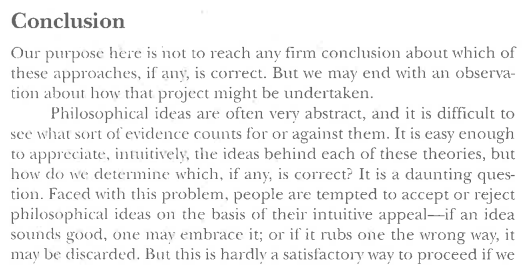 Conclusion
Our purpose here is not to reach any firm conclusion about which of
these approaches, if any, is correct. But we may end with an observa-
tion about how that project might be undertaken.
Philosophical ideas are often very abstract, and it is difficult to
see what sort of evidence counts for or against them. It is easy enough
to appreciate, intuitively, the ideas behind each of these theories, but
how do we determine which, if any, is correct? It is a daunting ques-
tion. Faced with this problem, people are tempted to accept or reject
philosophical ideas on the basis of their intuitive appeal—if an idea
sounds good, one may embrace it; or if it rubs one the wrong way, it
may be discarded. But this is hardly a satisfactory way to proceed if we